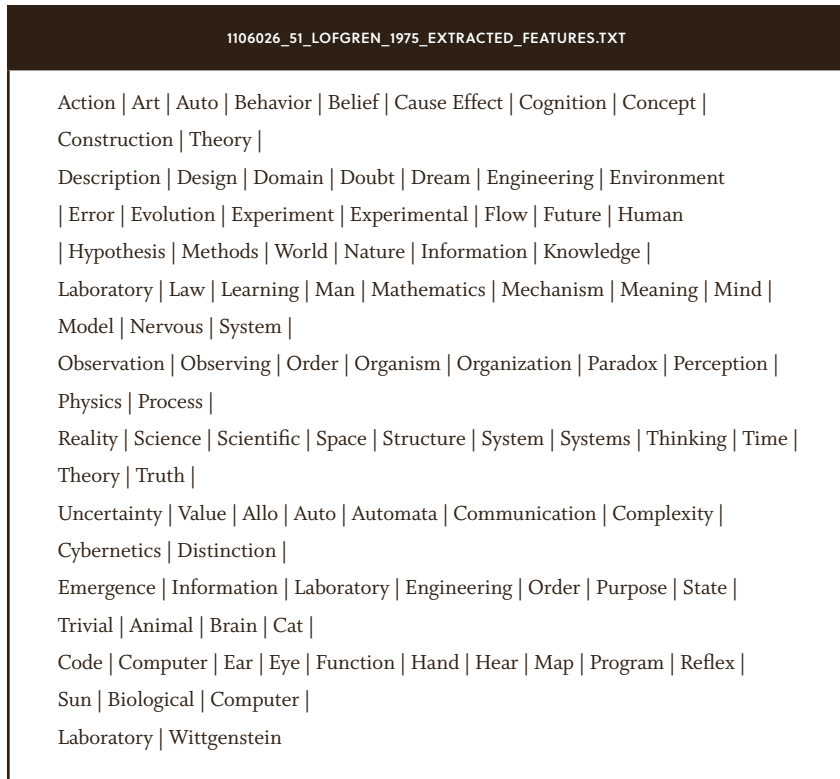 1106026_51_LOFGREN_1975_EXTRACTED_FEATURES.TXT
Action | Art | Auto | Behavior | Belief | Cause Effect | Cognition | Concept |
Construction | Theory |
Description | Design | Domain | Doubt | Dream | Engineering | Environment
| Error | Evolution | Experiment | Experimental | Flow | Future | Human
| Hypothesis | Methods | World | Nature | Information | Knowledge |
Laboratory | Law | Learning | Man | Mathematics | Mechanism | Meaning | Mind |
Model | Nervous | System |
Observation | Observing | Order | Organism | Organization | Paradox | Perception |
Physics | Process |
Reality | Science | Scientific | Space | Structure | System | Systems | Thinking | Time |
Theory | Truth |
Uncertainty | Value | Allo | Auto | Automata | Communication | Complexity |
Cybernetics | Distinction |
Emergence | Information | Laboratory | Engineering | Order | Purpose | State |
Trivial | Animal | Brain | Cat |
Code | Computer | Ear | Eye | Function | Hand | Hear | Map | Program | Reflex |
Sun | Biological | Computer |
Laboratory | Wittgenstein